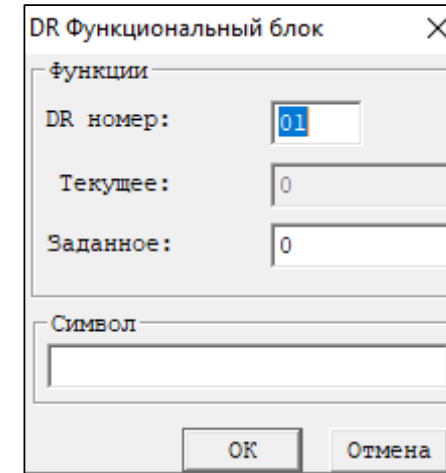 DR Функциональный блок
Функции
DR номер: 01
Текущее: 0
Заданное: 0
Символ
OK Отмена